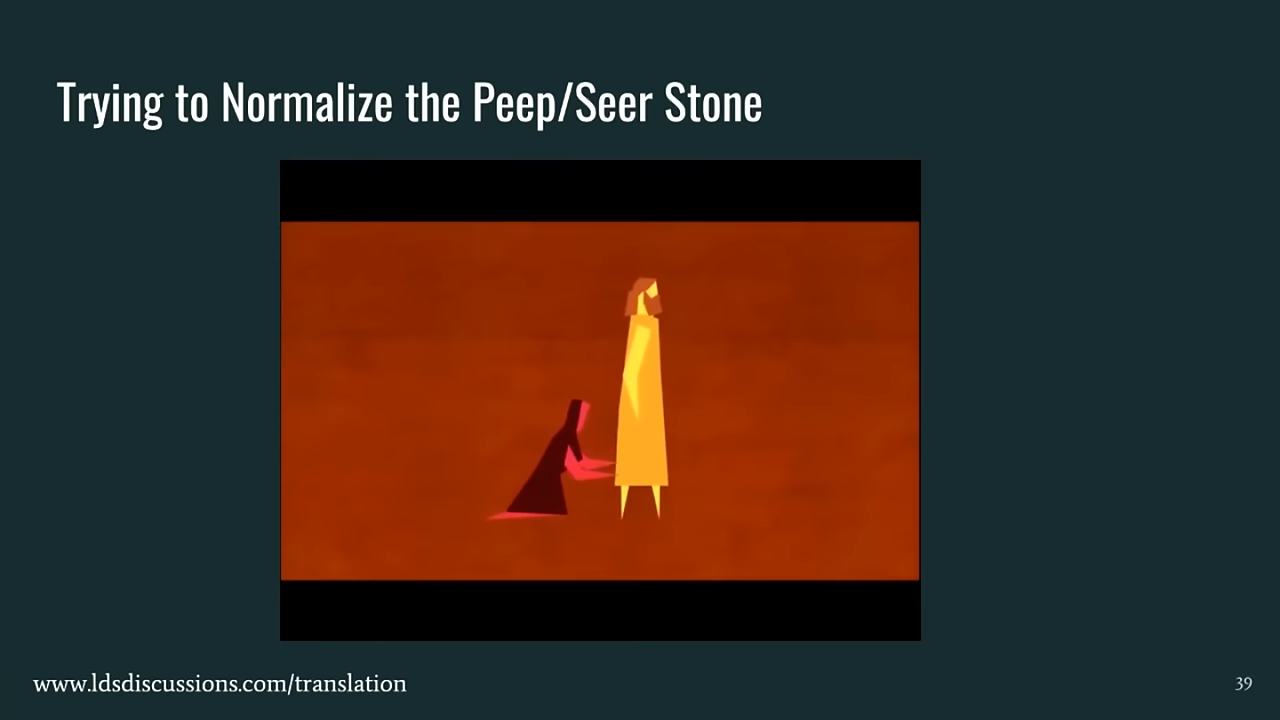 Trying to Normalize the Peep/Seer Stone
www.ldsdiscussions.com/translation
39